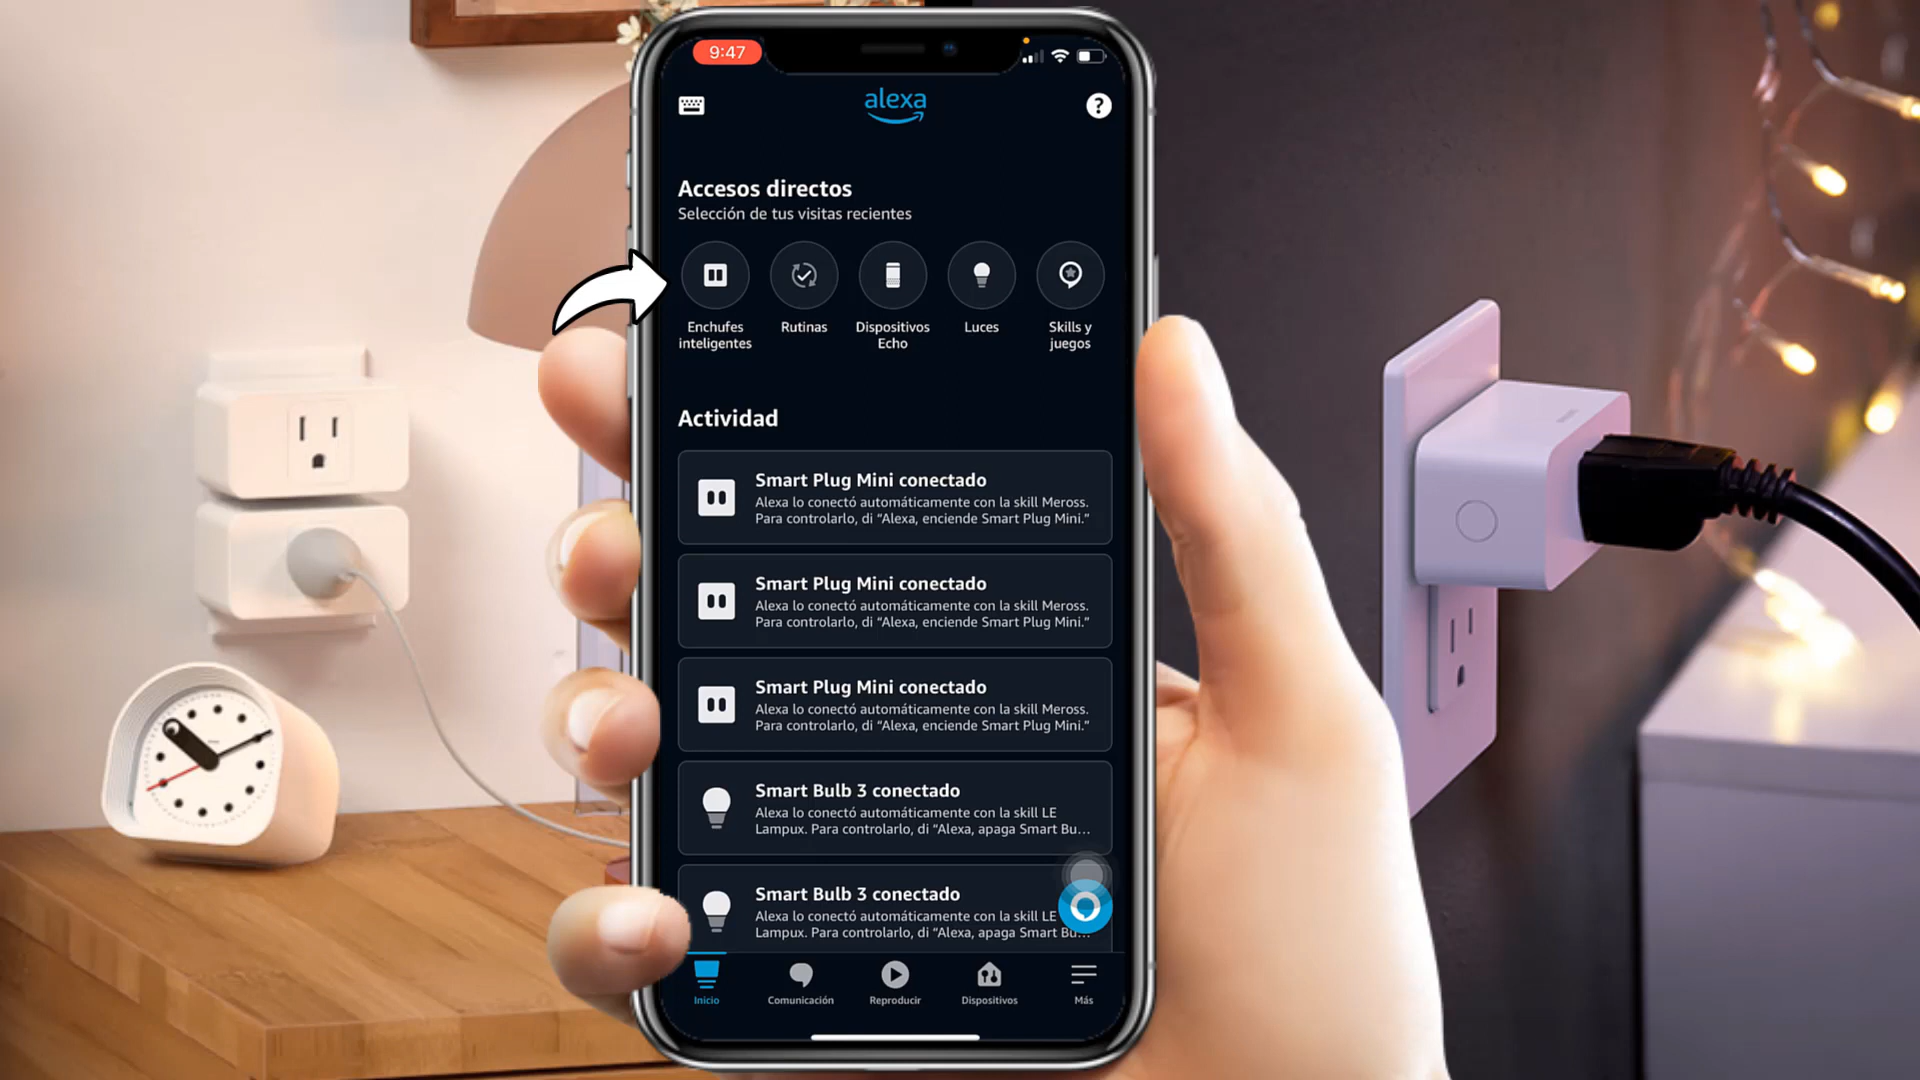 9:47
alexa
?
Accesos directos
Selección de tus visitas recientes
Enchufes
inteligentes
Rutinas
Dispositivos
Echo
Luces
Skills y
juegos
Actividad
Smart Plug Mini conectado
Alexa lo conectó automáticamente con la skill Meross.
Para controlarlo, di “Alexa, enciende Smart Plug Mini.”
Smart Plug Mini conectado
Alexa lo conectó automáticamente con la skill Meross.
Para controlarlo, di “Alexa, enciende Smart Plug Mini.”
Smart Plug Mini conectado
Alexa lo conectó automáticamente con la skill Meross.
Para controlarlo, di “Alexa, enciende Smart Plug Mini.”
Smart Bulb 3 conectado
Alexa lo conectó automáticamente con la skill LE
Lampux. Para controlarlo, di “Alexa, apaga Smart Bu...
Smart Bulb 3 conectado
Alexa lo conectó automáticamente con la skill LE
Lampux. Para controlarlo, di “Alexa, apaga Smart Bu...
Inicio
Comunicación
Reproducir
Dispositivos
Más